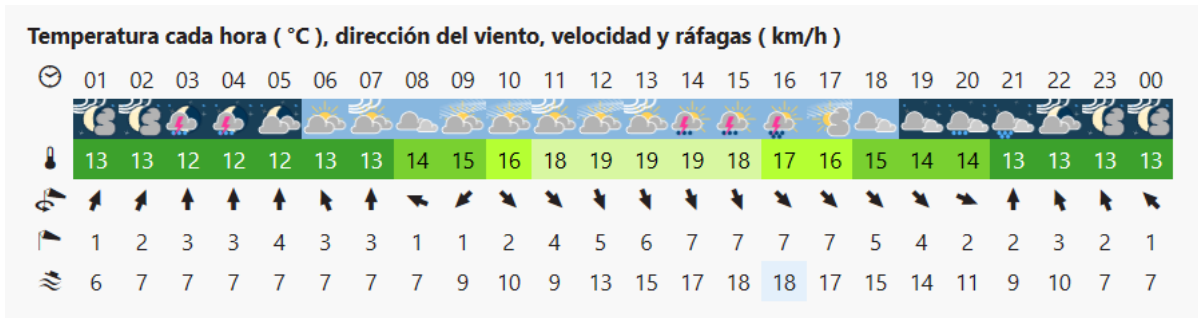 Temperatura cada hora ( °C ), dirección del viento, velocidad y ráfagas ( km/h )
01 02 03 04 05 06 07 08 09 10 11 12 13 14 15 16 17 18 19 20 21 22 23 00
13 13 12 12 12 13 13 14 15 16 18 19 19 19 18 17 16 15 14 14 13 13 13 13
1 2 3 3 4 3 3 1 1 2 4 5 6 7 7 7 7 5 4 2 2 3 2 1
6 7 7 7 7 7 7 7 9 10 9 13 15 17 18 18 17 15 14 11 9 10 7 7